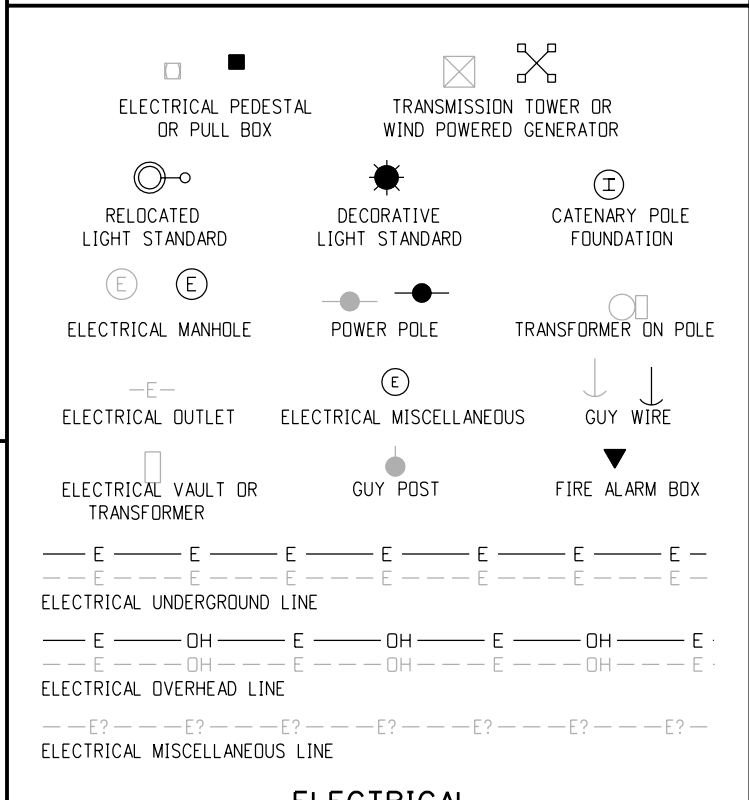 ELECTRICAL PEDESTAL
OR PULL BOX
TRANSMISSION TOWER OR
WIND POWERED GENERATOR
RELOCATED
LIGHT STANDARD
DECORATIVE
LIGHT STANDARD
I
CATENARY POLE
FOUNDATION
E E
ELECTRICAL MANHOLE
POWER POLE
TRANSFORMER ON POLE
E
ELECTRICAL OUTLET
E
ELECTRICAL MISCELLANEOUS
GUY WIRE
ELECTRICAL VAULT OR
TRANSFORMER
GUY POST
FIRE ALARM BOX
E E E E E E E
E E E E E E E
ELECTRICAL UNDERGROUND LINE
E OH E OH E OH E
E OH E OH E OH E
ELECTRICAL OVERHEAD LINE
E? E? E? E? E? E? E?
ELECTRICAL MISCELLANEOUS LINE
ELECTRICAL